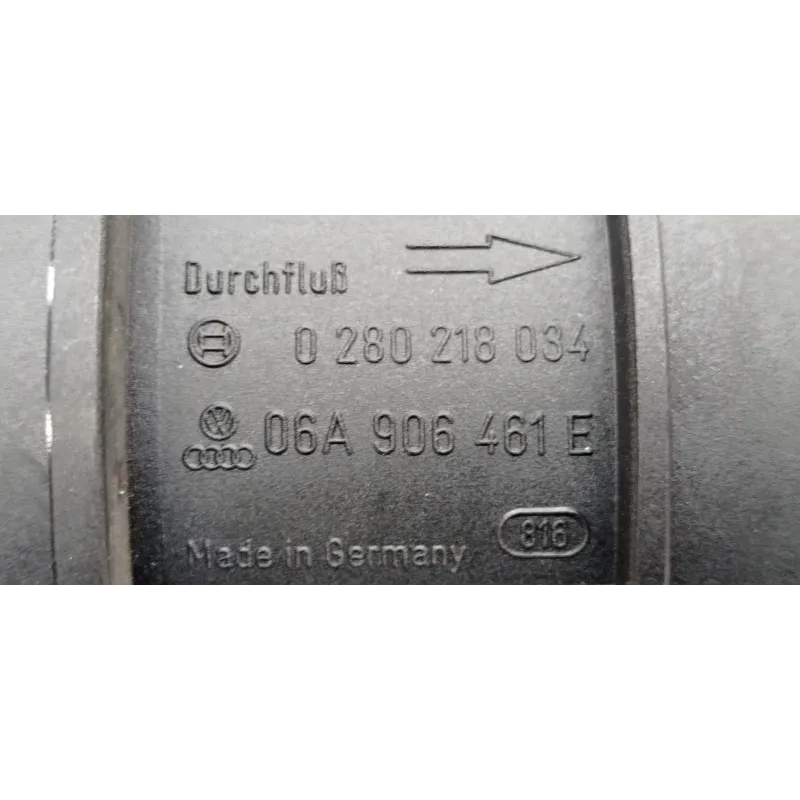 Durchfluß
0 280 218 034
06A 906 461 E
816
Made in Germany